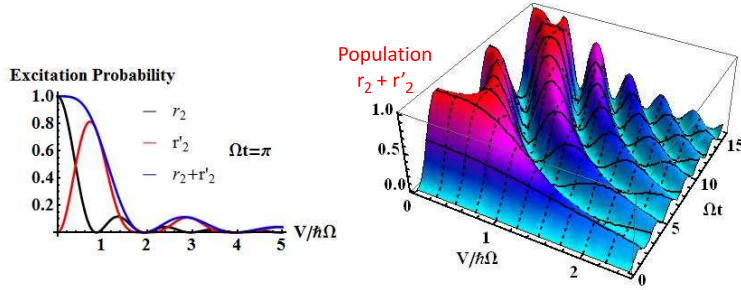 Excitation Probability
1.0
0.8
0.6
0.4
0.2
1
2
3
4
5
V/ℏΩ
r₂
r'₂
r₂+r'₂
Ωt=π
Population
r₂ + r'₂
1.0
0.5
0.0
0
1
2
V/ℏΩ
0
5
10
15
Ωt